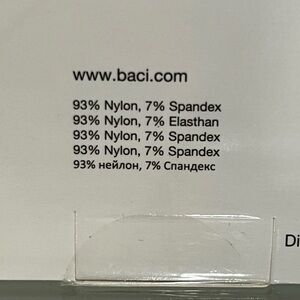 www.baci.com
93% Nylon, 7% Spandex
93% Nylon, 7% Elasthan
93% Nylon, 7% Spandex
93% Nylon, 7% Spandex
93% нейлон, 7% Спандекс
Di